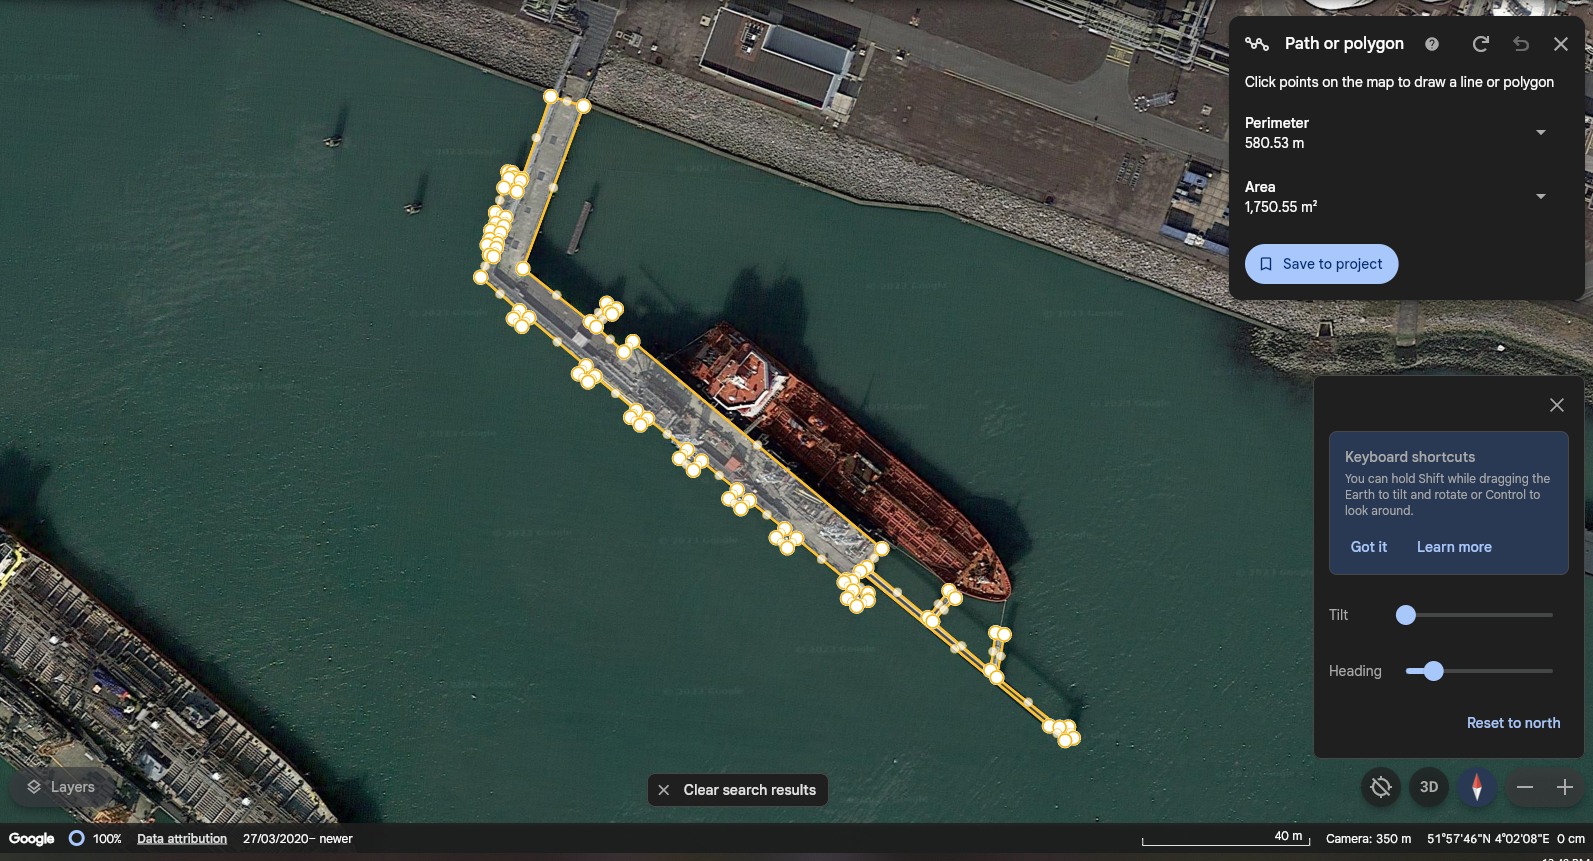 Path or polygon
Click points on the map to draw a line or polygon
Perimeter
580.53 m
Area
1,750.55 m²
Save to project
Keyboard shortcuts
You can hold Shift while dragging the
Earth to tilt and rotate or Control to
look around.
Got it
Learn more
Tilt
Heading
Reset to north
Layers
Clear search results
3D
Google
100%
Data attribution
27/03/2020– newer
40 m
Camera: 350 m
51°57'46"N 4°02'08"E
0 cm